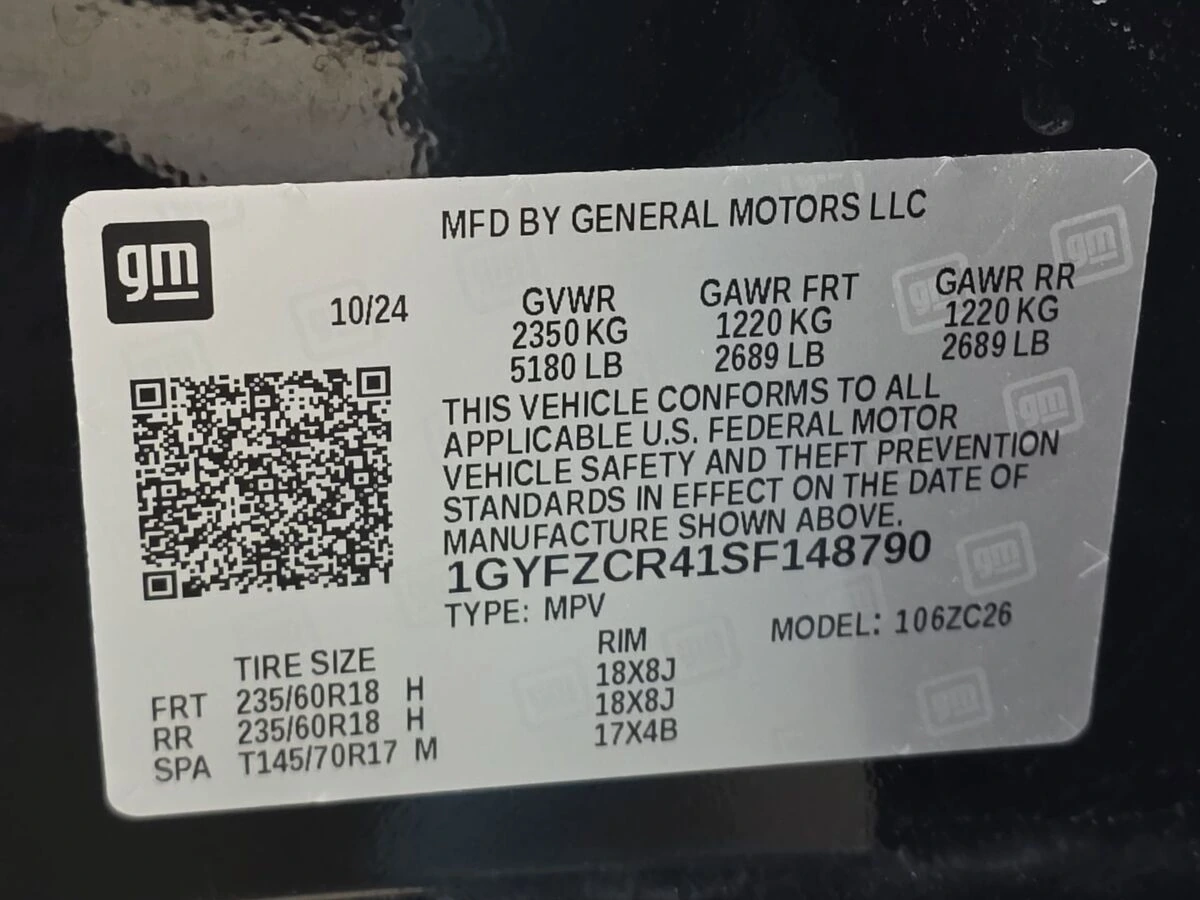 gm
MFD BY GENERAL MOTORS LLC
10/24 GVWR GAWR FRT GAWR RR
2350 KG 1220 KG 1220 KG
5180 LB 2689 LB 2689 LB
THIS VEHICLE CONFORMS TO ALL
APPLICABLE U.S. FEDERAL MOTOR
VEHICLE SAFETY AND THEFT PREVENTION
STANDARDS IN EFFECT ON THE DATE OF
MANUFACTURE SHOWN ABOVE.
1GYFZCR41SF148790
TYPE: MPV MODEL: 106ZC26
TIRE SIZE RIM
FRT 235/60R18 H 18X8J
RR 235/60R18 H 18X8J
SPA T145/70R17 M 17X4B